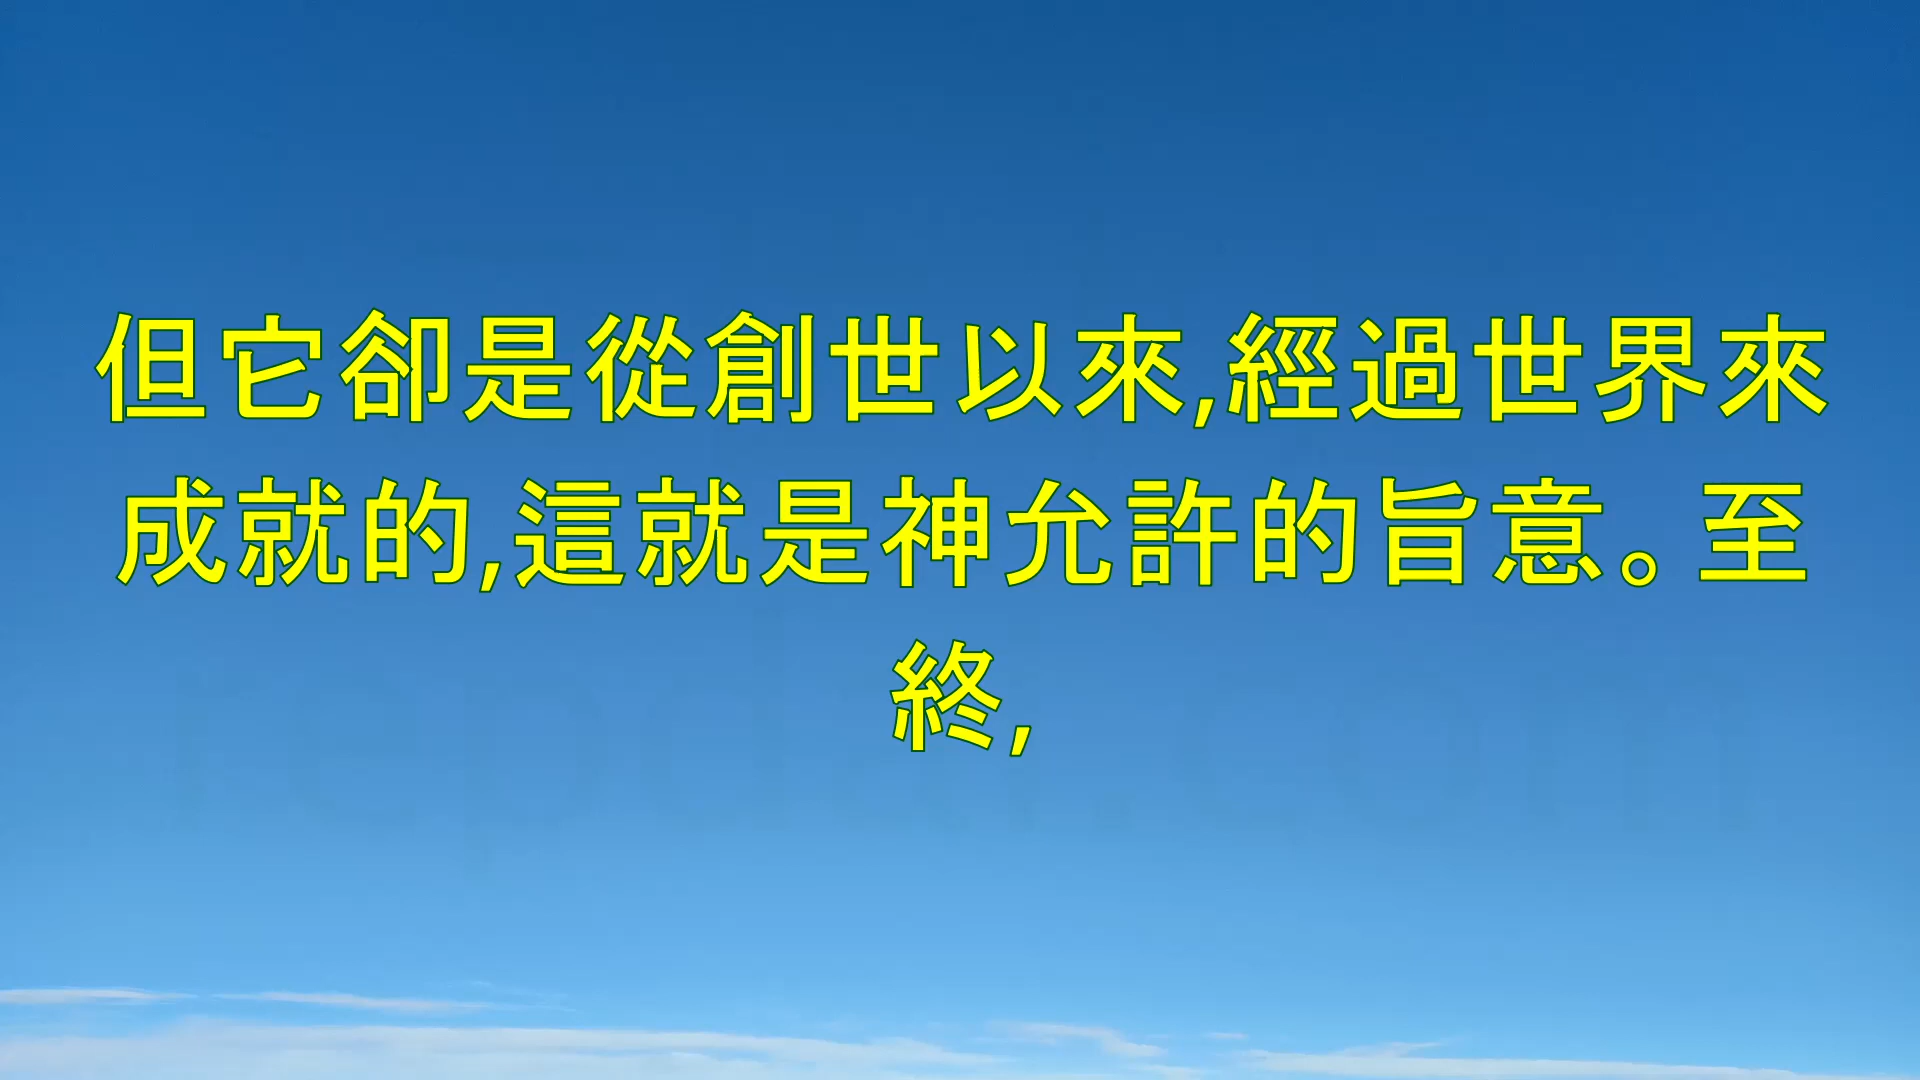 但它卻是從創世以來,經過世界來
成就的,這就是神允許的旨意。至
終,